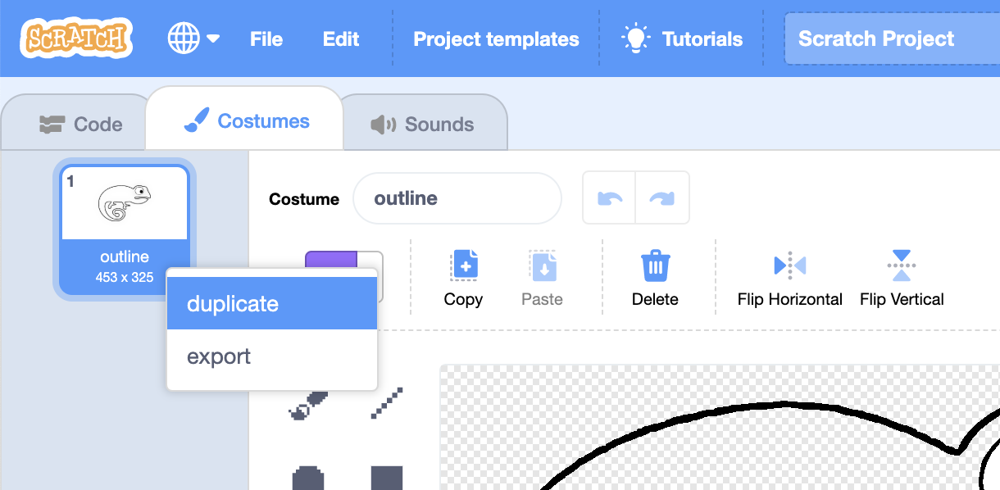 SCRATCH File Edit Project templates Tutorials Scratch Project
Code Costumes Sounds
1
outline
453 x 325
Costume outline
Copy Paste Delete Flip Horizontal Flip Vertical
duplicate
export